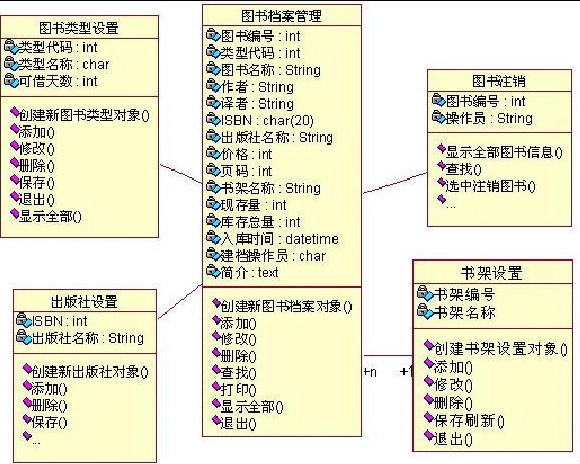 图书类型设置
类型代码 : int
类型名称 : char
可借天数 : int
创建新图书类型对象()
添加()
修改()
删除()
保存()
退出()
显示全部()
图书档案管理
图书编号 : int
类型代码 : int
图书名称 : String
作者 : String
译者 : String
ISBN : char(20)
出版社名称 : String
价格 : int
页码 : int
书架名称 : String
现存量 : int
库存总量 : int
入库时间 : datetime
建档操作员 : char
简介 : text
创建新图书档案对象()
添加()
修改()
删除()
查找()
打印()
显示全部()
退出()
图书注销
图书编号 : int
操作员 : String
显示全部图书信息()
查找()
选中注销图书()
...
出版社设置
ISBN : int
出版社名称 : String
创建新出版社对象()
添加()
删除()
保存()
...
+n
+1
书架设置
书架编号
书架名称
创建书架设置对象()
添加()
修改()
删除()
保存刷新()
退出()